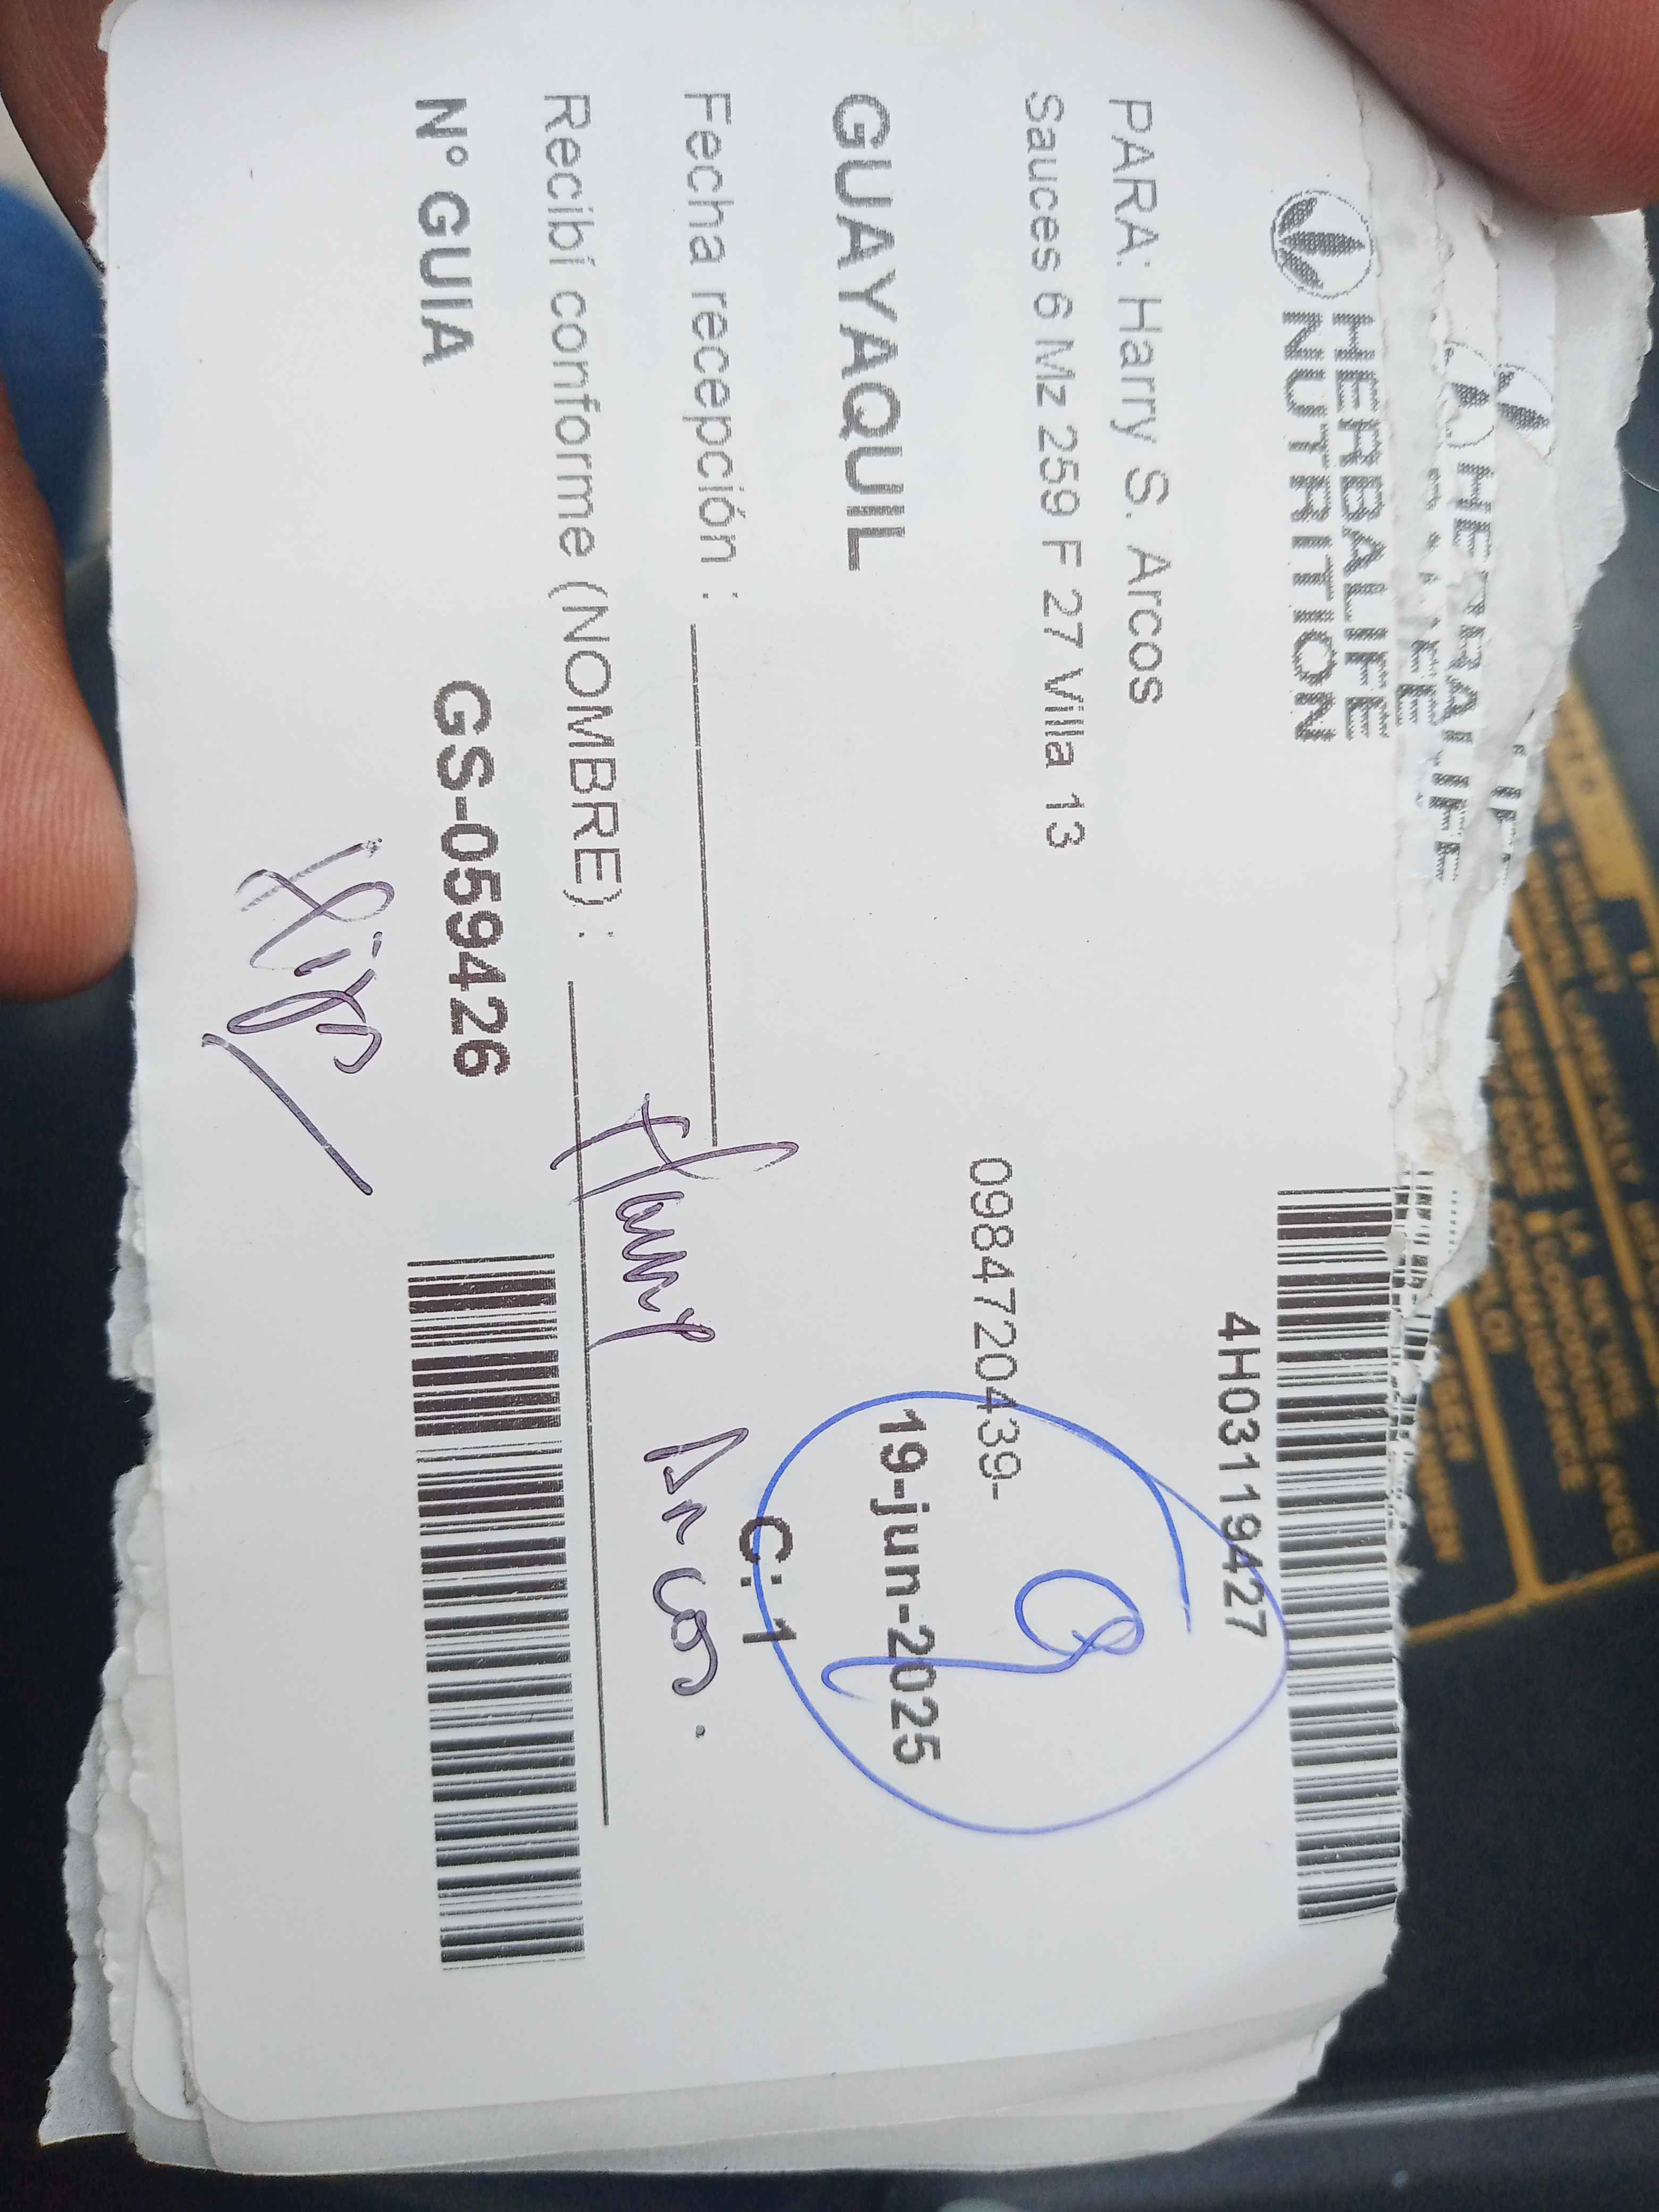 HERBALIFE
NUTRITION
4H03119427
PARA: Harry S. Arcos
Sauces 6 Mz 259 F 27 Villa 13
0984720439-
GUAYAQUIL
19-jun-2025
C: 1
Fecha recepción :
Recibí conforme (NOMBRE) :
Harry Arcos.
N° GUIA
GS-059426